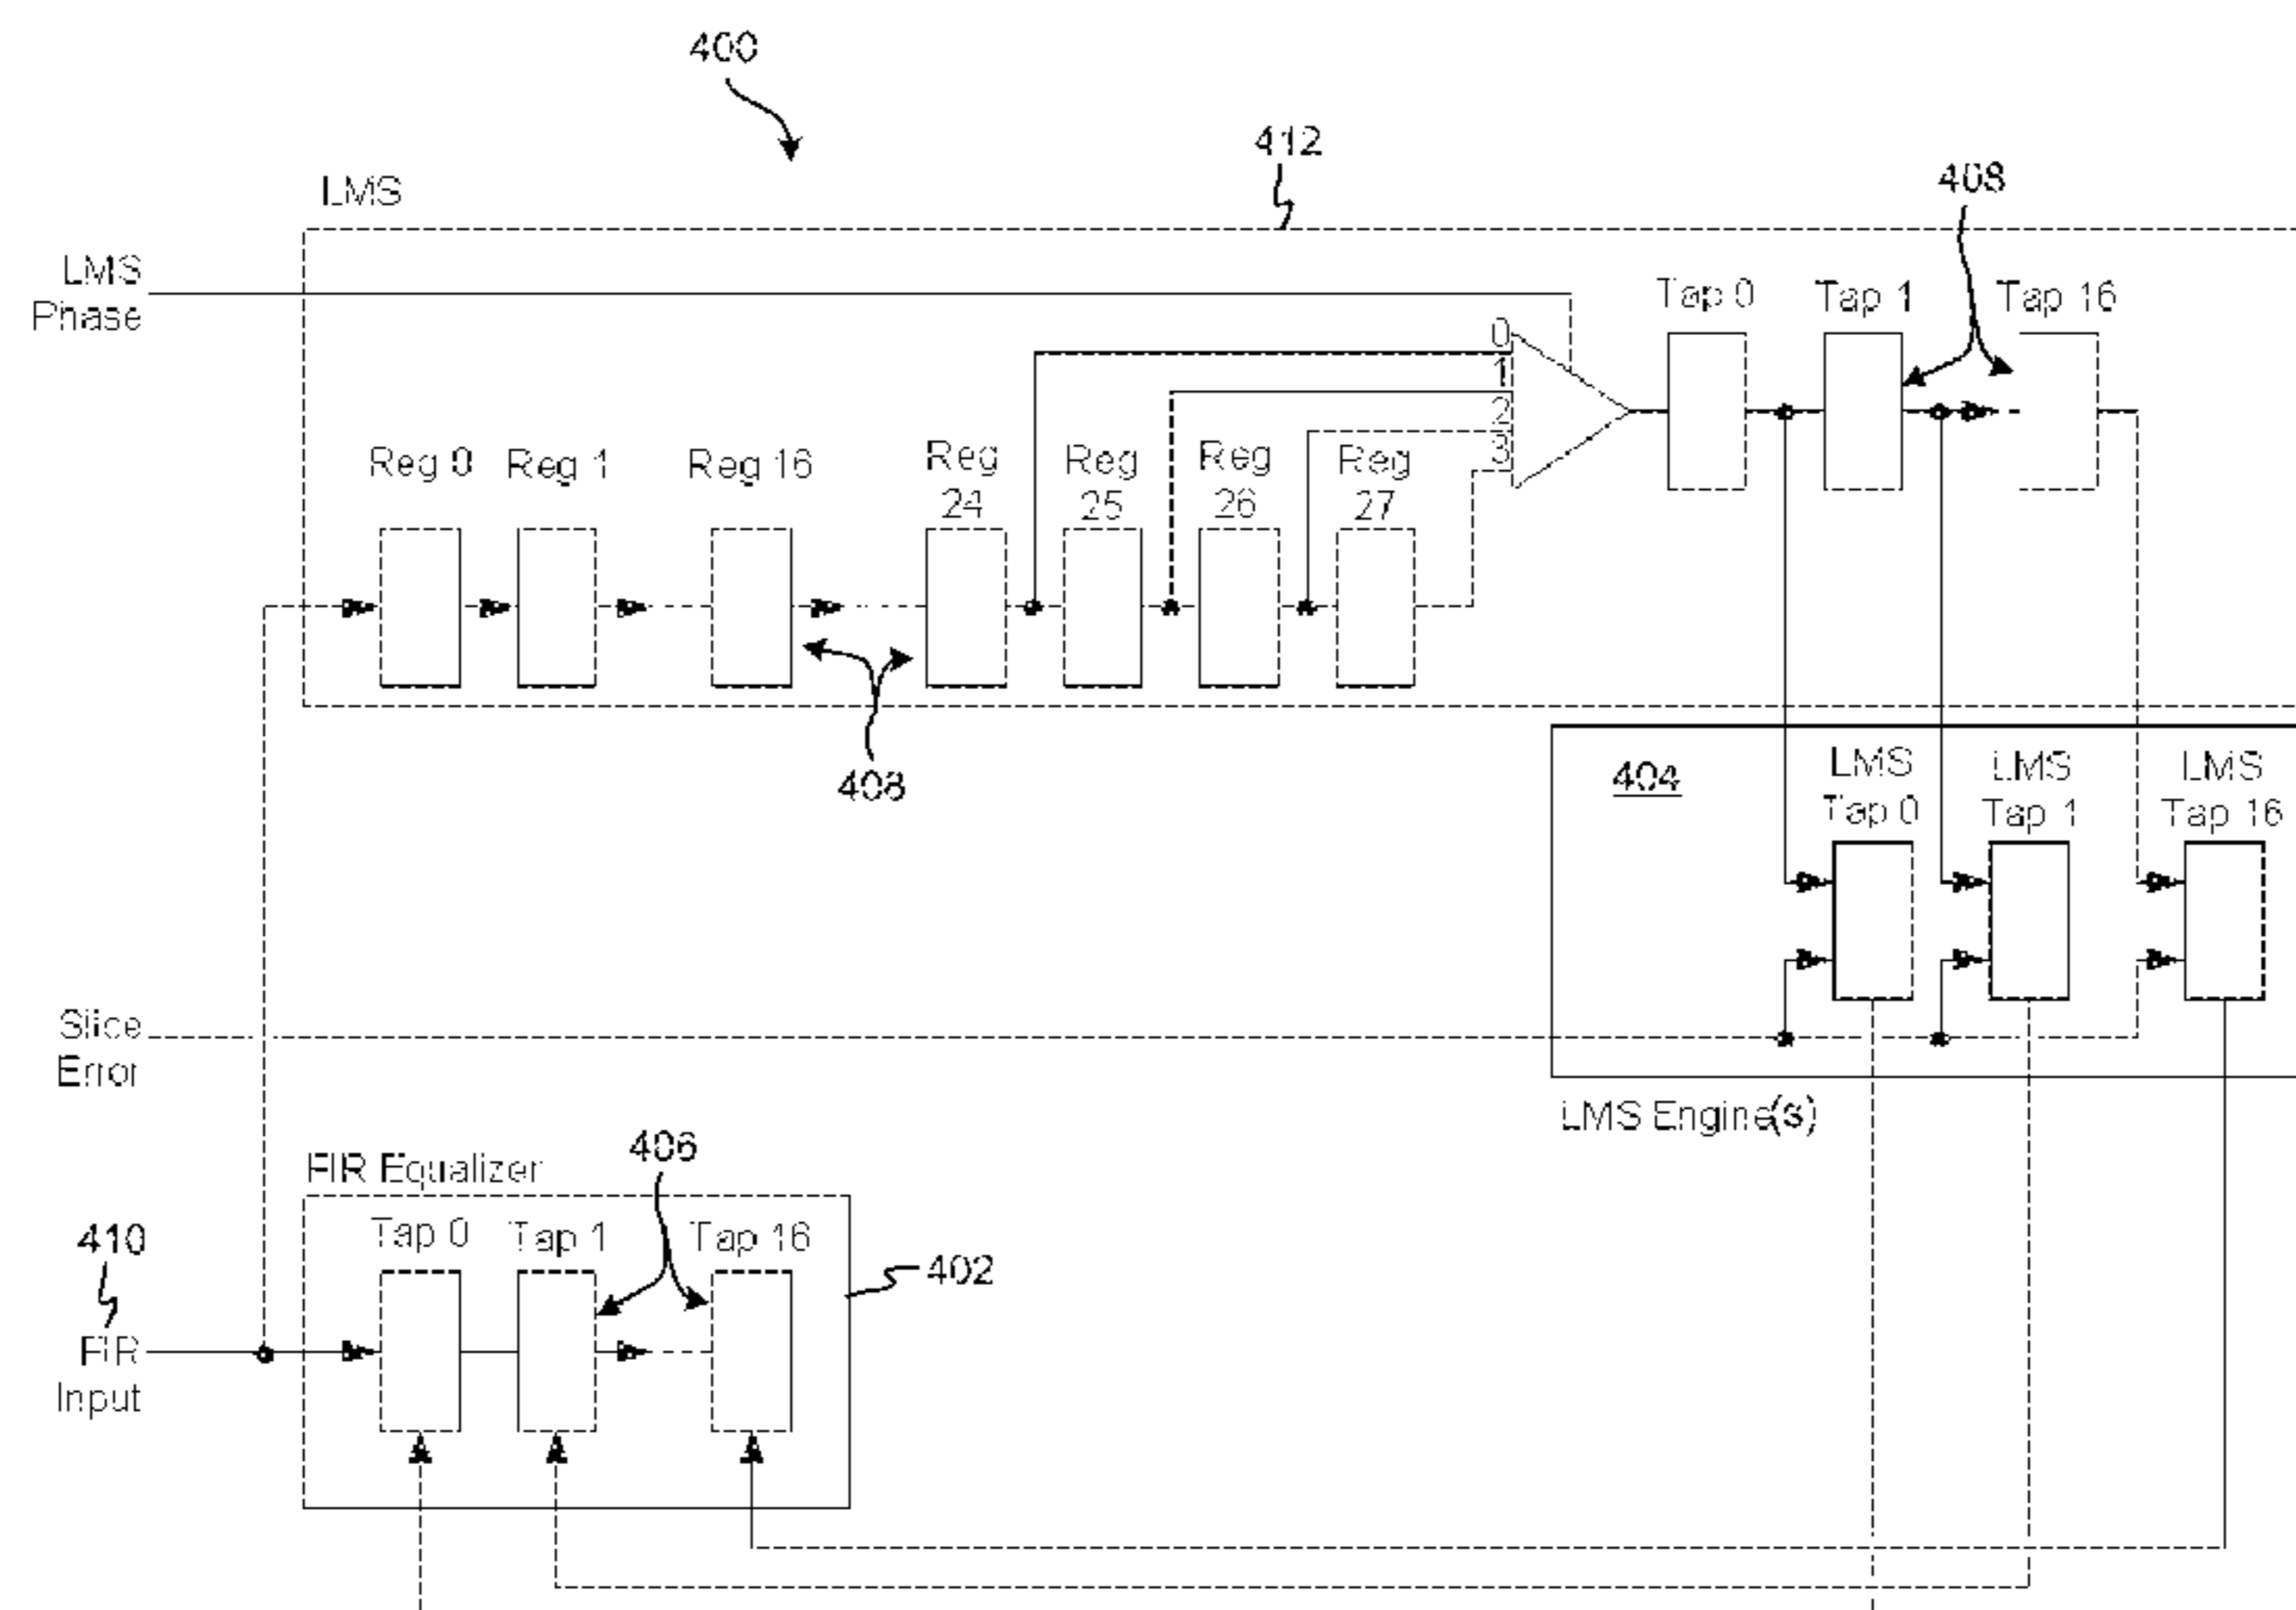 400
412
408
LMS
LMS
Phase
Tap 0
Tap 1
Tap 16
0
1
2
3
Reg 0
Reg 1
Reg 16
Reg
24
Reg
25
Reg
26
Reg
27
408
404
LMS
Tap 0
LMS
Tap 1
LMS
Tap 16
Slice
Error
LMS Engine(s)
406
FIR Equalizer
410
Tap 0
Tap 1
Tap 16
402
FIR
Input